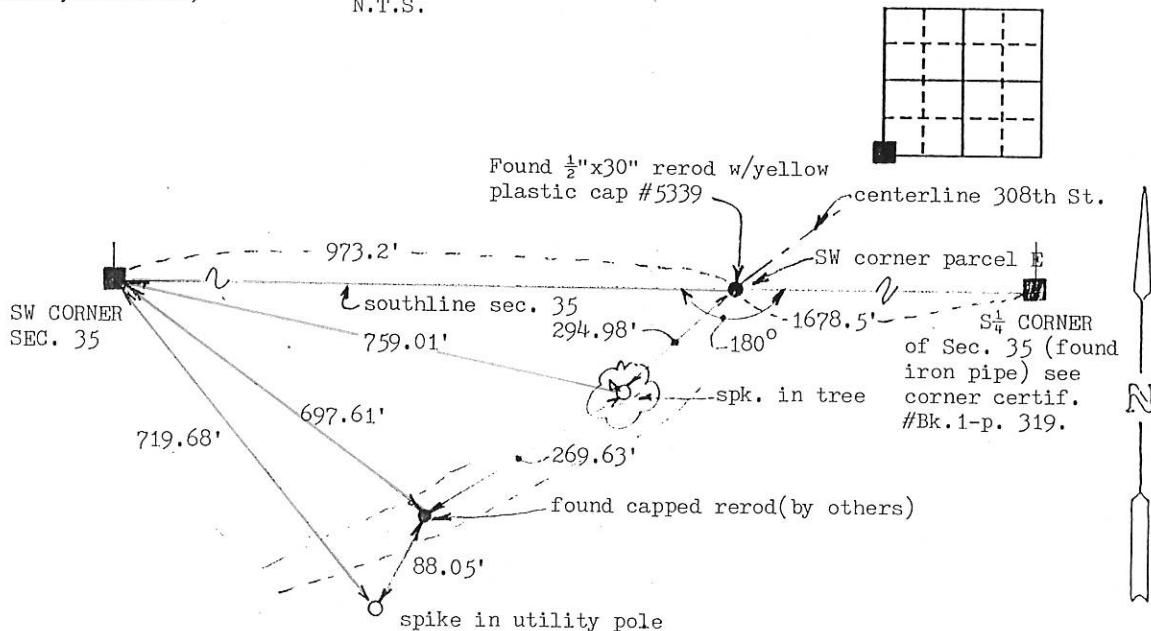 N.T.S.
Found ½"x30" rerod w/yellow
plastic cap #5339
centerline 308th St.
973.2'
SW corner parcel E
SW CORNER
SEC. 35
southline sec. 35
294.98'
180°
1678.5'
S¼ CORNER
of Sec. 35 (found
iron pipe) see
corner certif.
#Bk.1-p. 319.
759.01'
spk. in tree
N
697.61'
719.68'
269.63'
found capped rerod(by others)
88.05'
spike in utility pole